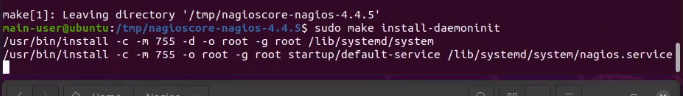 make[1]: Leaving directory '/tmp/nagioscore-nagios-4.4.5'
main-user@ubuntu:/tmp/nagioscore-nagios-4.4.5$ sudo make install-daemoninit
/usr/bin/install -c -m 755 -d -o root -g root /lib/systemd/system
/usr/bin/install -c -m 755 -o root -g root startup/default-service /lib/systemd/system/nagios.service
Home Nagios